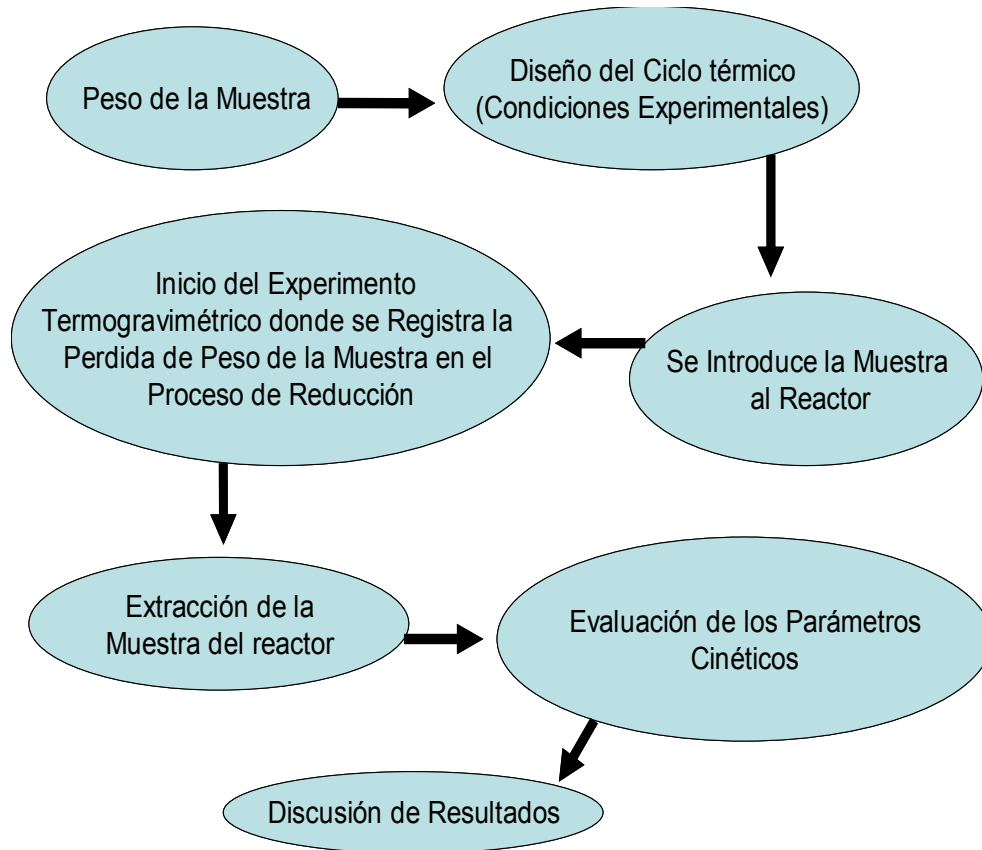 Peso de la Muestra
Diseño del Ciclo térmico
(Condiciones Experimentales)
Se Introduce la Muestra
al Reactor
Inicio del Experimento
Termogravimétrico donde se Registra la
Perdida de Peso de la Muestra en el
Proceso de Reducción
Extracción de la
Muestra del reactor
Evaluación de los Parámetros
Cinéticos
Discusión de Resultados